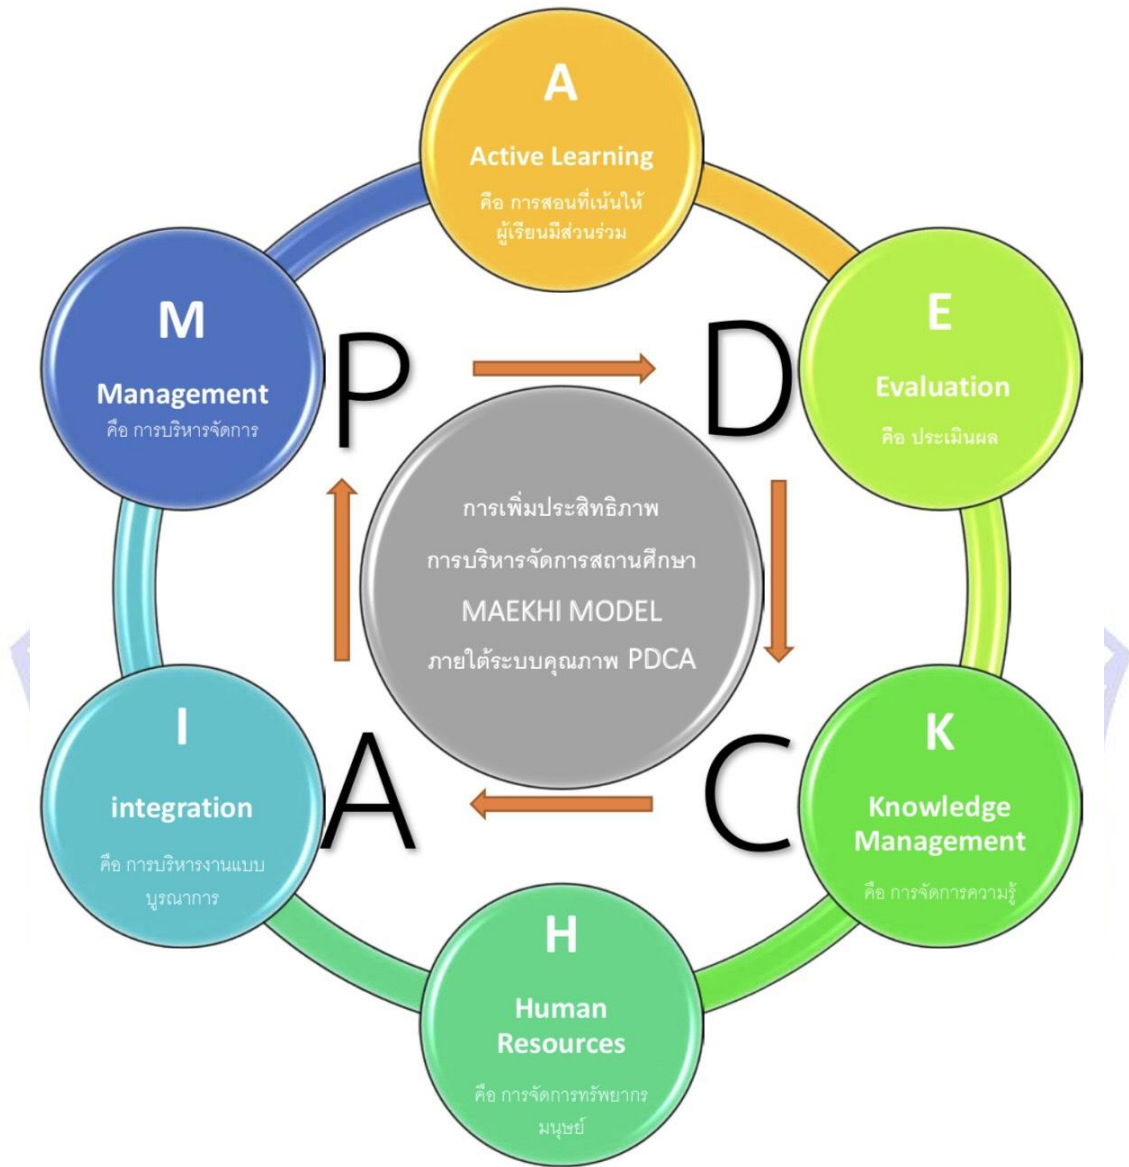 A
Active Learning
คือ การสอนที่เน้นให้
ผู้เรียนมีส่วนร่วม
M
Management
คือ การบริหารจัดการ
E
Evaluation
คือ ประเมินผล
P
D
การเพิ่มประสิทธิภาพ
การบริหารจัดการสถานศึกษา
MAEKHI MODEL
ภายใต้ระบบคุณภาพ PDCA
A
C
I
integration
คือ การบริหารงานแบบ
บูรณาการ
K
Knowledge
Management
คือ การจัดการความรู้
H
Human
Resources
คือ การจัดการทรัพยากร
มนุษย์